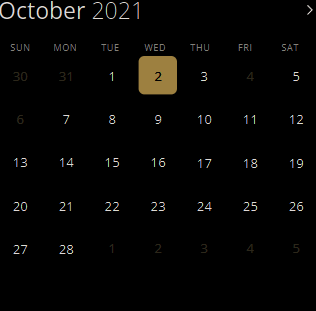 October 2021 >
SUN MON TUE WED THU FRI SAT
30 31 1 2 3 4 5
6 7 8 9 10 11 12
13 14 15 16 17 18 19
20 21 22 23 24 25 26
27 28 1 2 3 4 5